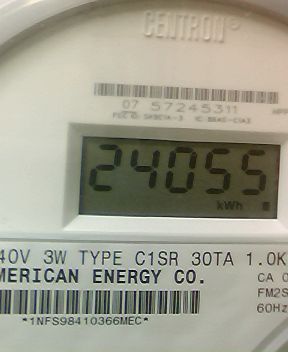 CENTRON®
07 57245311
24055
kWh
40V 3W TYPE C1SR 30TA 1.0K
MERICAN ENERGY CO.
CA 0
FM2S
60Hz
*1NFS98410366MEC*